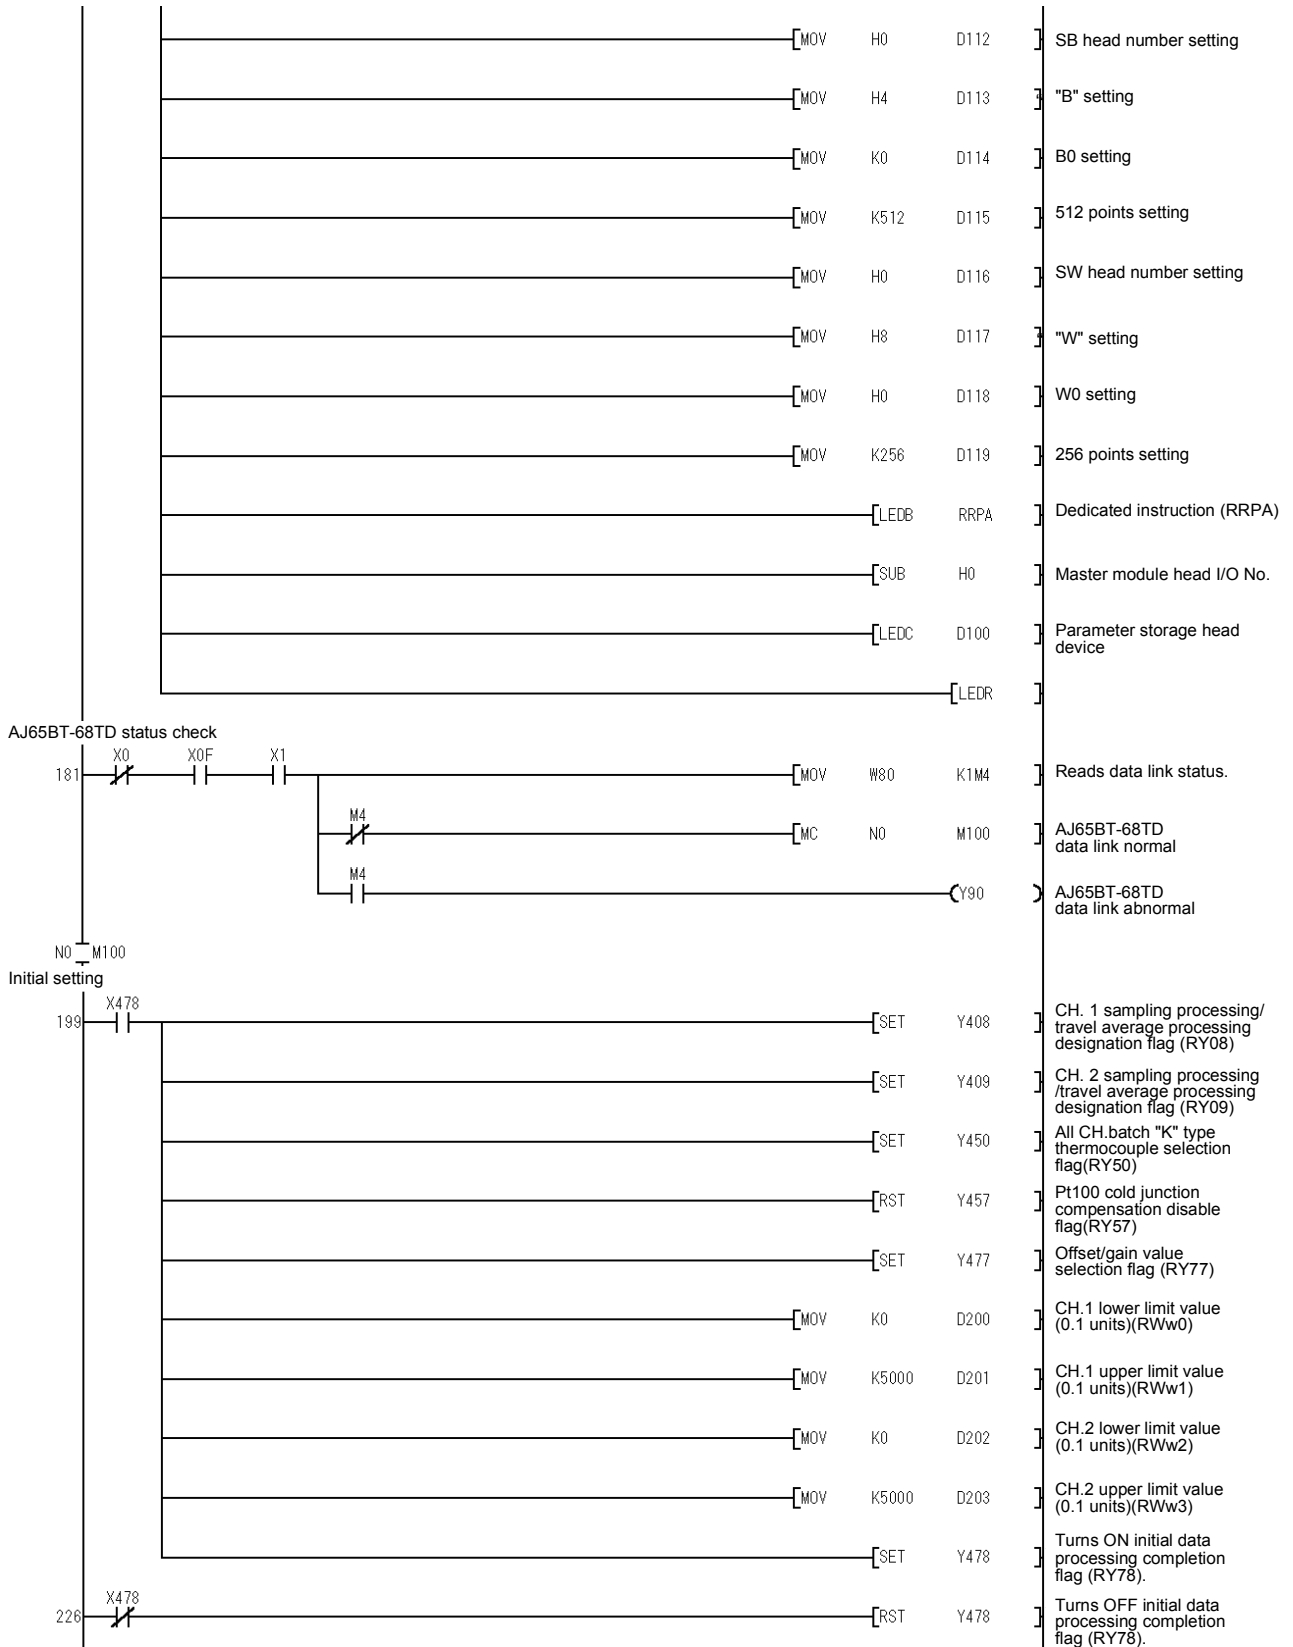 MOV H0 D112 SB head number setting
MOV H4 D113 "B" setting
MOV K0 D114 B0 setting
MOV K512 D115 512 points setting
MOV H0 D116 SW head number setting
MOV H8 D117 "W" setting
MOV H0 D118 W0 setting
MOV K256 D119 256 points setting
LEDB RRPA Dedicated instruction (RRPA)
SUB H0 Master module head I/O No.
LEDC D100 Parameter storage head
device
LEDR
AJ65BT-68TD status check
X0 X0F X1
181 MOV W80 K1M4 Reads data link status.
M4
MC N0 M100 AJ65BT-68TD
data link normal
M4
Y90 AJ65BT-68TD
data link abnormal
N0 M100
Initial setting
X478
199 SET Y408 CH. 1 sampling processing/
travel average processing
designation flag (RY08)
SET Y409 CH. 2 sampling processing
/travel average processing
designation flag (RY09)
SET Y450 All CH.batch "K" type
thermocouple selection
flag(RY50)
RST Y457 Pt100 cold junction
compensation disable
flag(RY57)
SET Y477 Offset/gain value
selection flag (RY77)
MOV K0 D200 CH.1 lower limit value
(0.1 units)(RWw0)
MOV K5000 D201 CH.1 upper limit value
(0.1 units)(RWw1)
MOV K0 D202 CH.2 lower limit value
(0.1 units)(RWw2)
MOV K5000 D203 CH.2 upper limit value
(0.1 units)(RWw3)
SET Y478 Turns ON initial data
processing completion
flag (RY78).
X478
226 RST Y478 Turns OFF initial data
processing completion
flag (RY78).